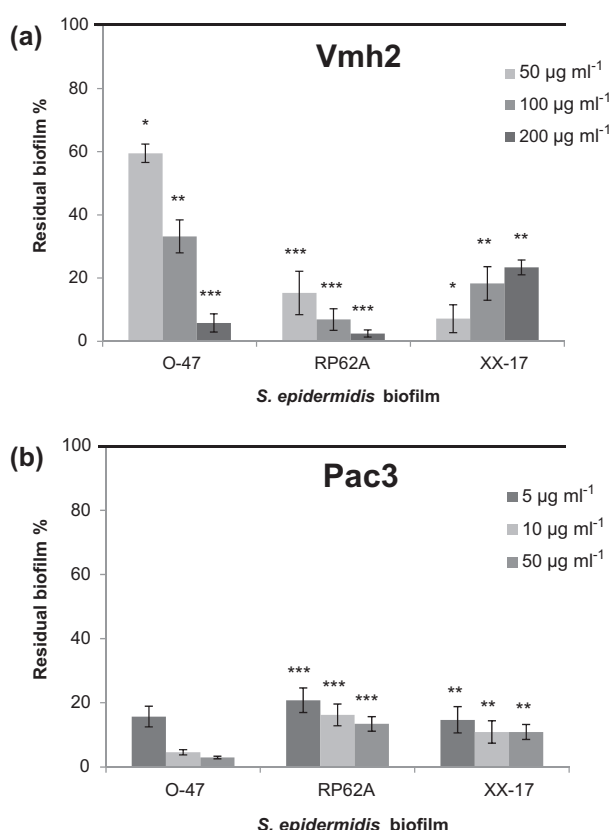 (a)
Vmh2
Residual biofilm %
100
80
60
40
20
0
50 µg ml-1
100 µg ml-1
200 µg ml-1
* ** ***
*** *** ***
* ** **
O-47 RP62A XX-17
S. epidermidis biofilm
(b)
Pac3
Residual biofilm %
100
80
60
40
20
0
5 µg ml-1
10 µg ml-1
50 µg ml-1
*** *** ***
** ** **
O-47 RP62A XX-17
S. epidermidis biofilm